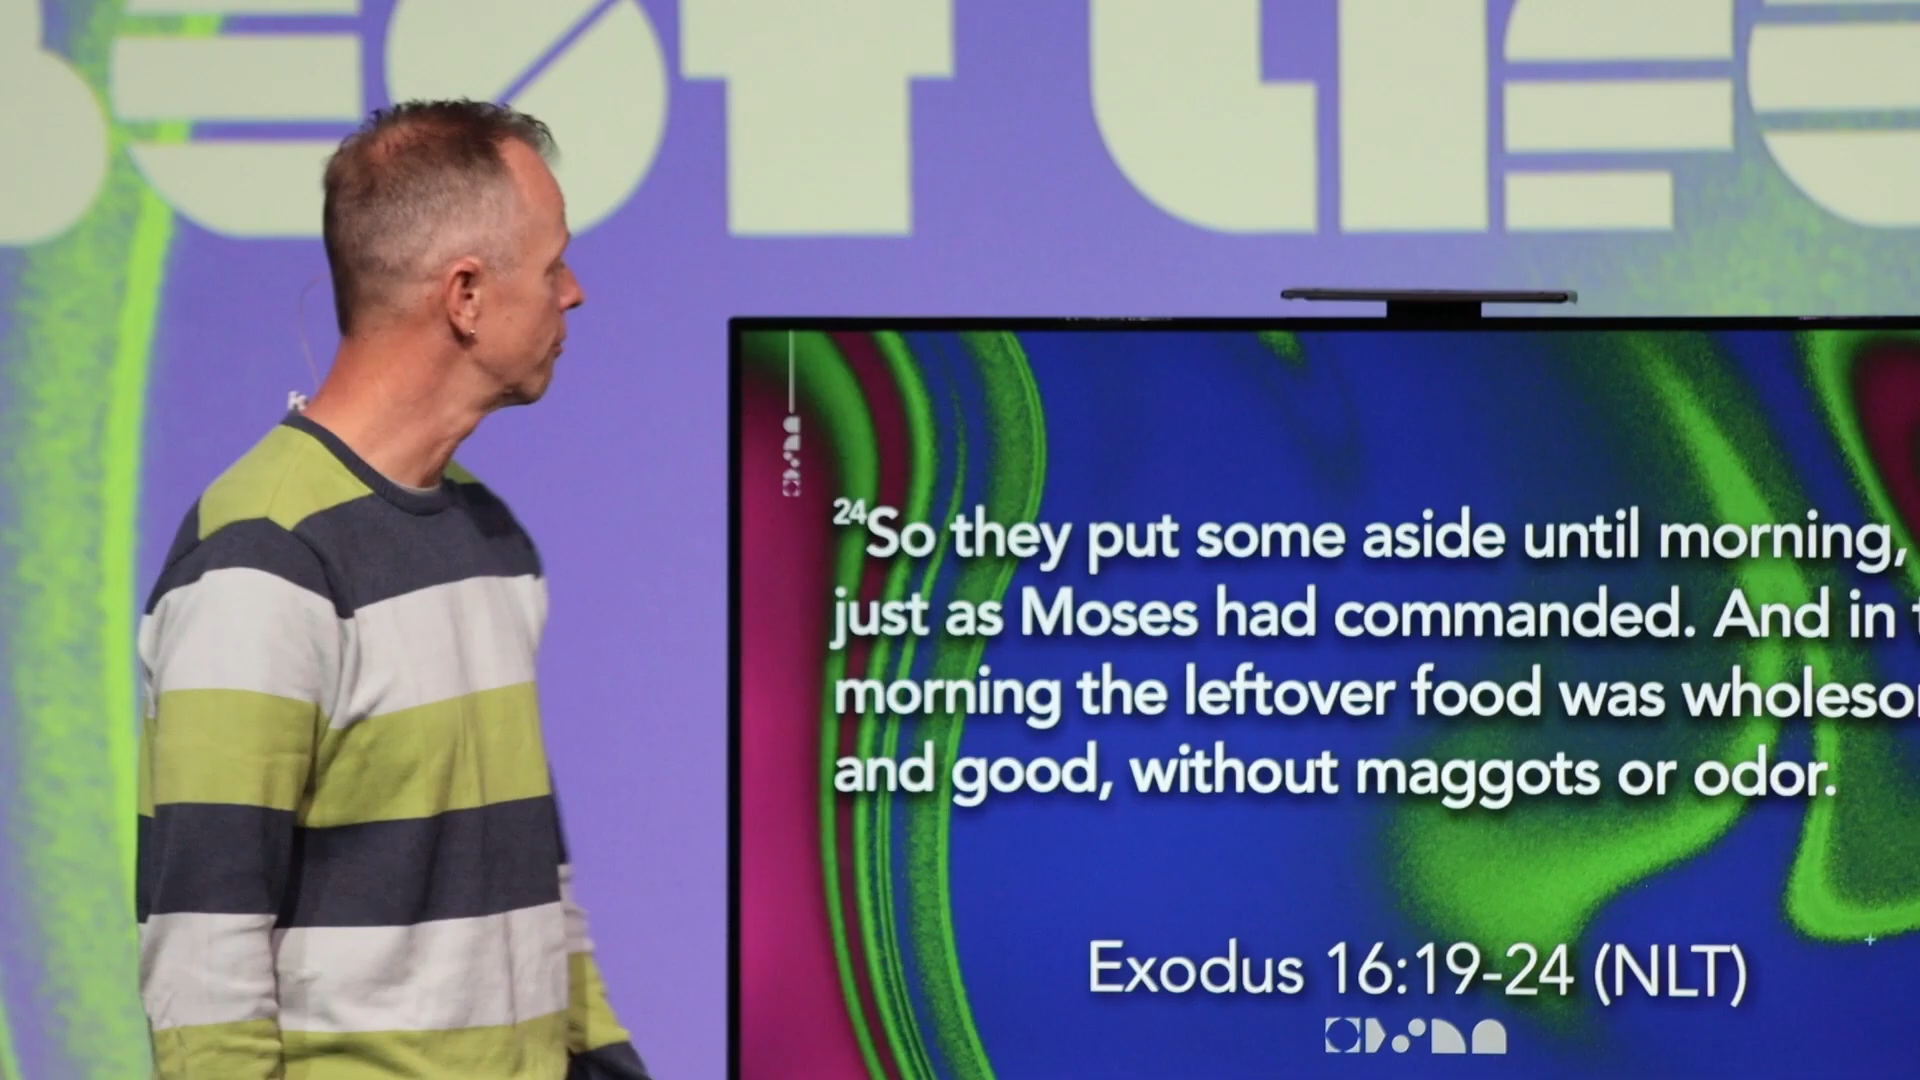 24So they put some aside until morning,
just as Moses had commanded. And in
morning the leftover food was
and good, without maggots or odor.
Exodus 16:19-24 (NLT)